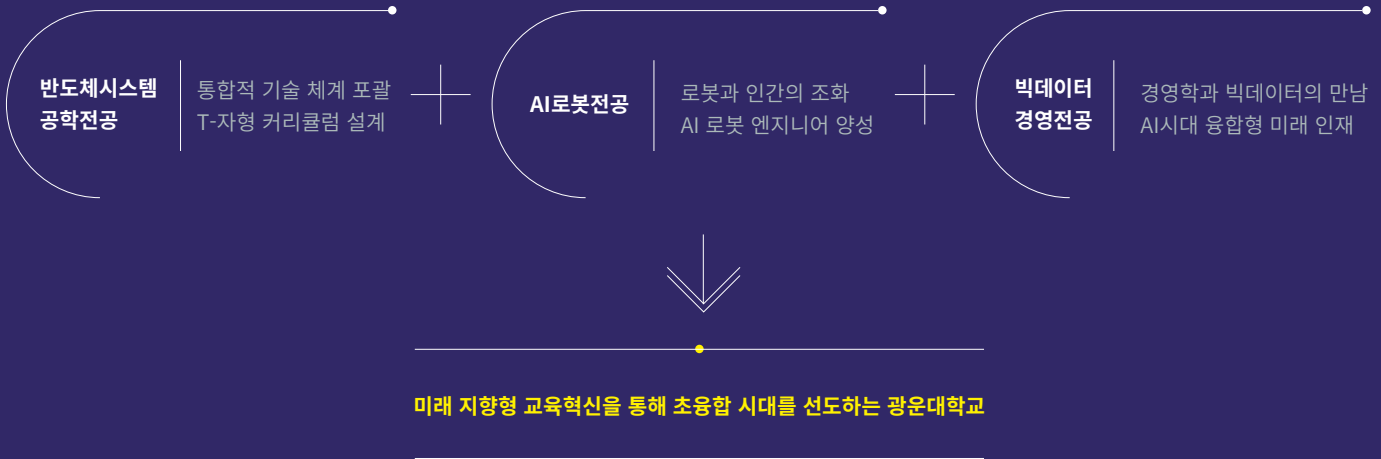 반도체시스템
공학전공
통합적 기술 체계 포괄
T-자형 커리큘럼 설계
AI로봇전공
로봇과 인간의 조화
AI 로봇 엔지니어 양성
빅데이터
경영전공
경영학과 빅데이터의 만남
AI시대 융합형 미래 인재
미래 지향형 교육혁신을 통해 초융합 시대를 선도하는 광운대학교